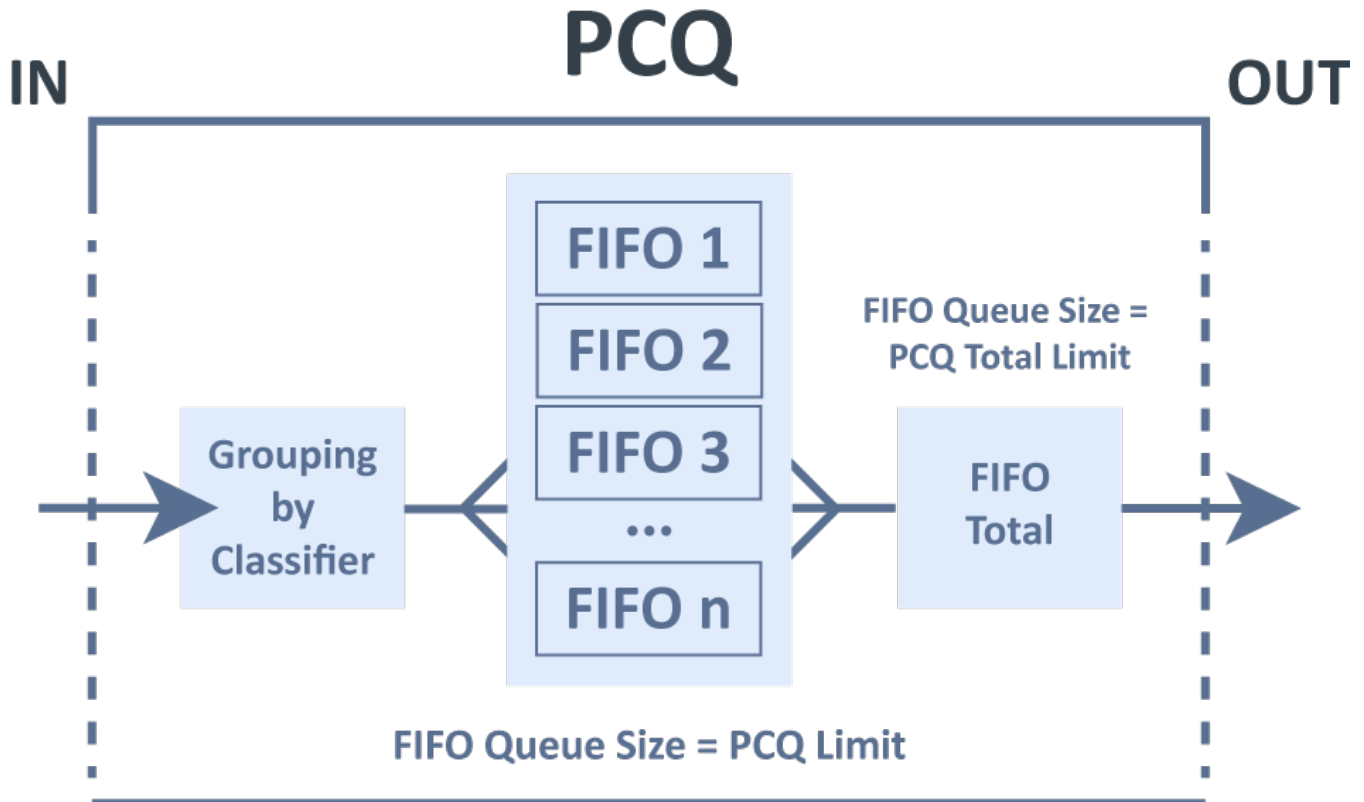 PCQ
IN
OUT
FIFO 1
FIFO 2
FIFO 3
...
FIFO n
Grouping
by
Classifier
FIFO Queue Size =
PCQ Total Limit
FIFO
Total
FIFO Queue Size = PCQ Limit